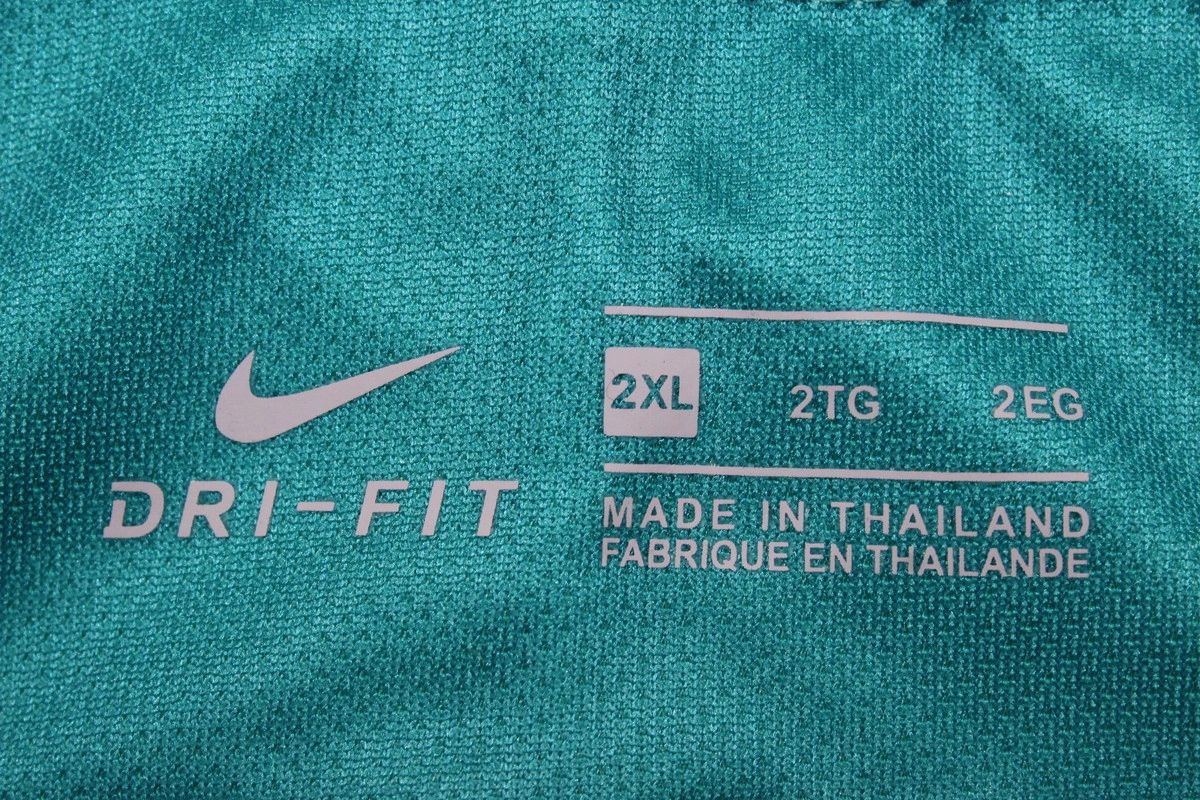 DRI-FIT
2XL 2TG 2EG
MADE IN THAILAND
FABRIQUE EN THAILANDE